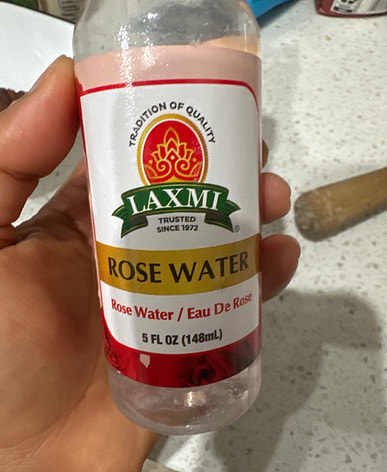 TRADITION OF QUALITY
LAXMI
®
TRUSTED
SINCE 1972
ROSE WATER
Rose Water / Eau De Rose
5 FL OZ (148mL)